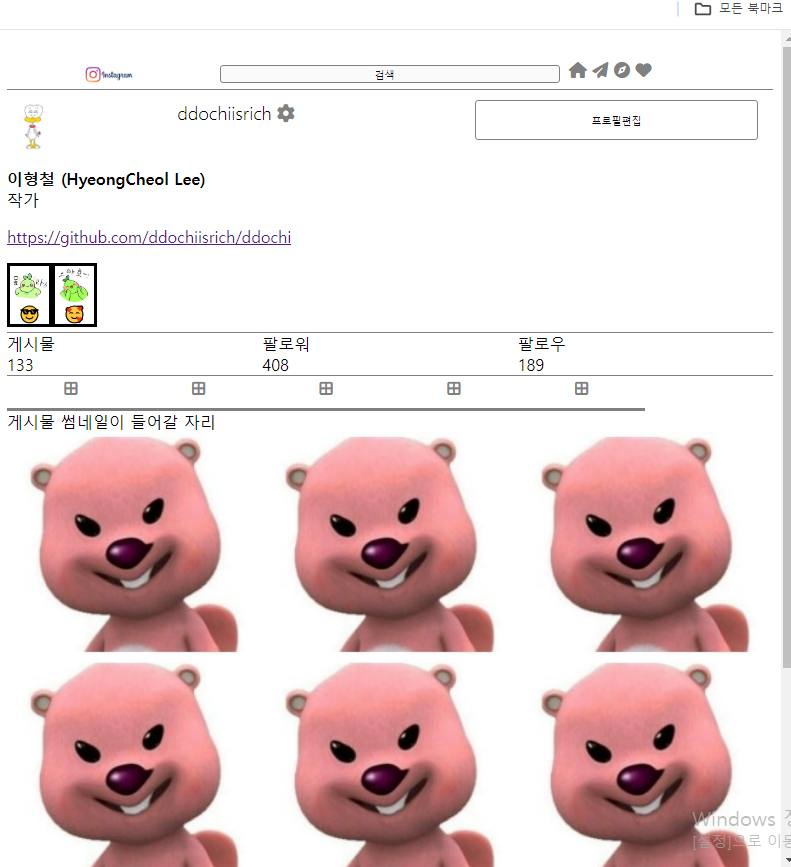 모든 북마크
Instagram
검색
ddochiisrich
프로필편집
이형철 (HyeongCheol Lee)
작가
https://github.com/ddochiisrich/ddochi
게시물 팔로워 팔로우
133 408 189
게시물 썸네일이 들어갈 자리
Windows
[설정]으로 이동